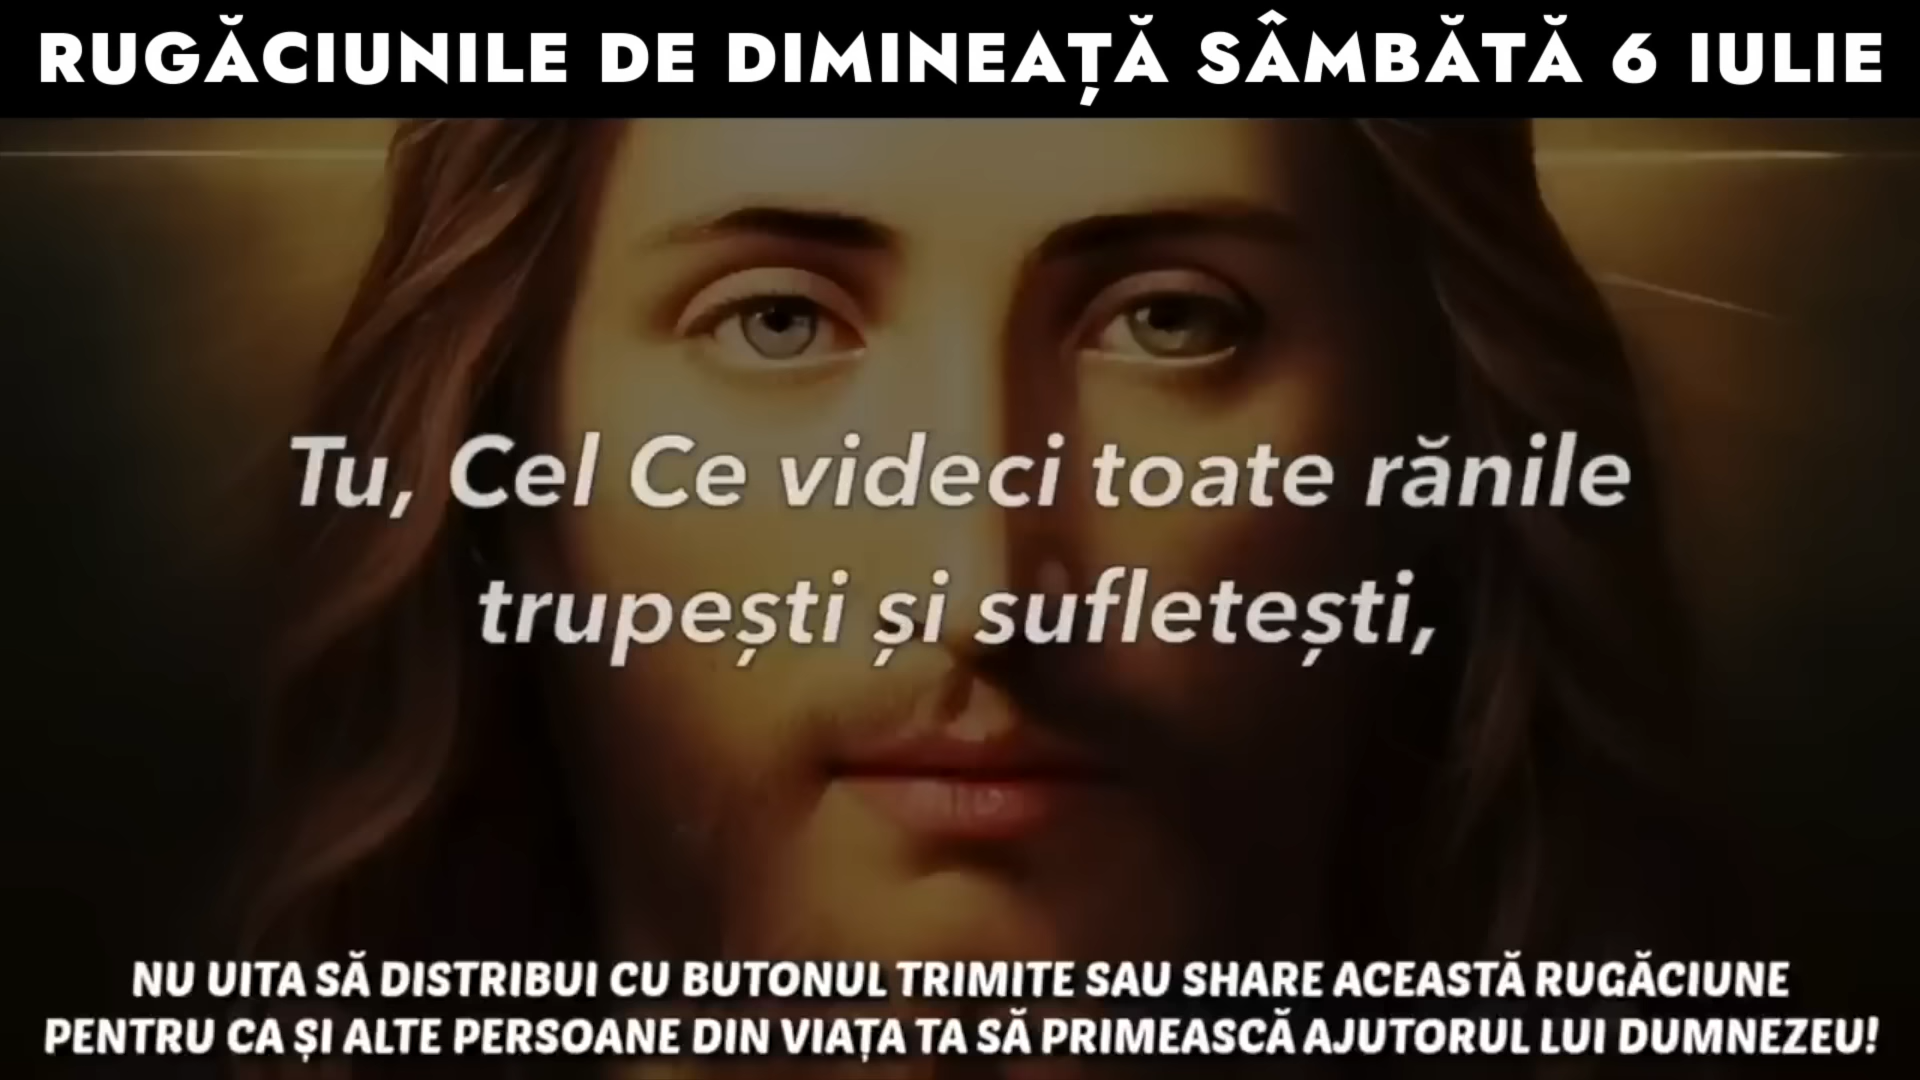 RUGĂCIUNILE DE DIMINEAȚĂ SÂMBĂTĂ 6 IULIE
Tu, Cel Ce videci toate rănile
trupești și sufletești,
NU UITA SĂ DISTRIBUI CU BUTONUL TRIMITE SAU SHARE ACEASTĂ RUGĂCIUNE
PENTRU CA ȘI ALTE PERSOANE DIN VIAȚA TA SĂ PRIMEASCĂ AJUTORUL LUI DUMNEZEU!